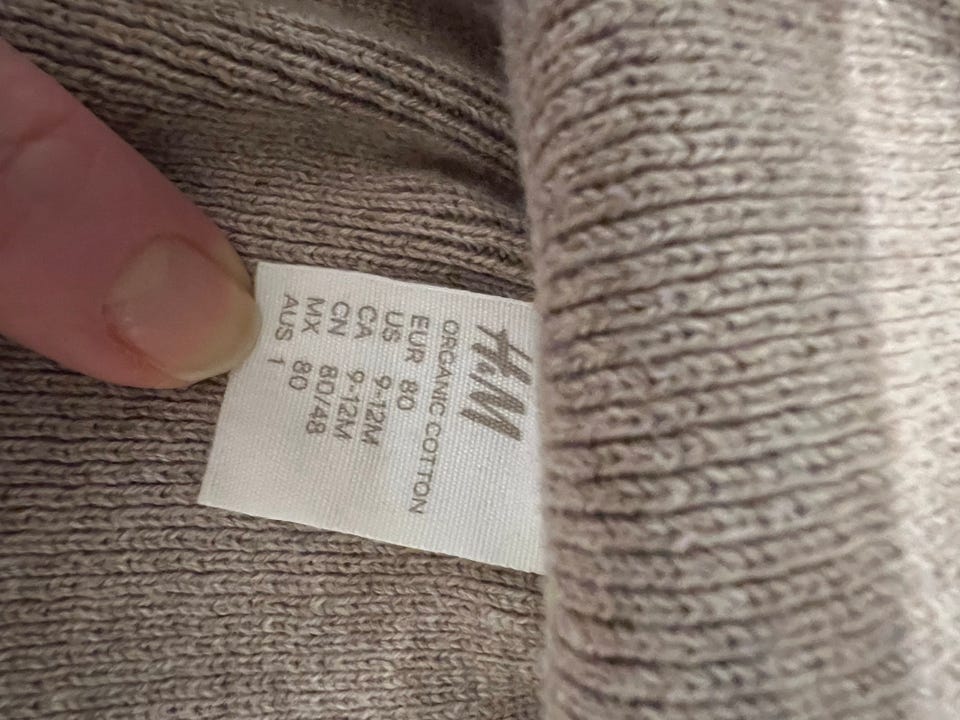 H&M
ORGANIC COTTON
EUR 80
US 9-12M
CA 9-12M
CN 80/48
MX 80
AUS 1